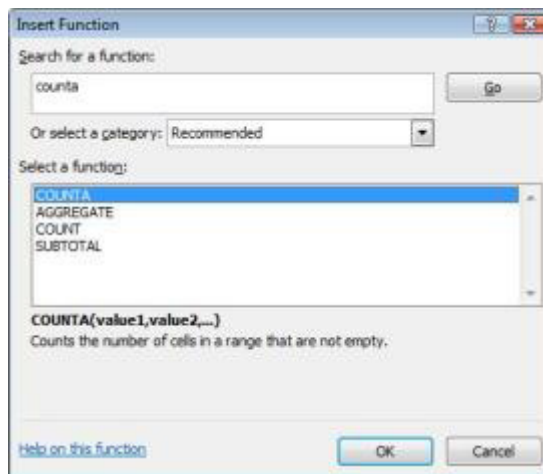 Insert Function
Search for a function:
counta
Go
Or select a category: Recommended
Select a function:
COUNTA
AGGREGATE
COUNT
SUBTOTAL
COUNTA(value1,value2,...)
Counts the number of cells in a range that are not empty.
Help on this function
OK
Cancel